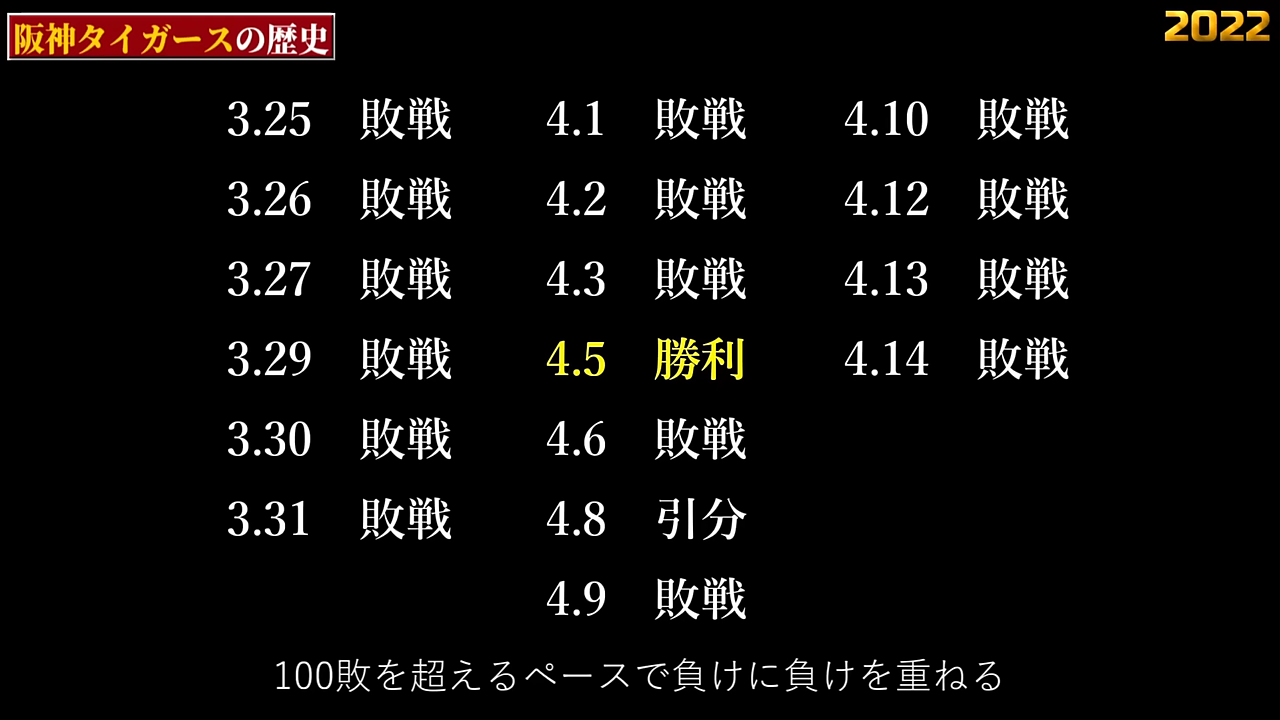 阪神タイガースの歴史
2022
3.25 敗戦 4.1 敗戦 4.10 敗戦
3.26 敗戦 4.2 敗戦 4.12 敗戦
3.27 敗戦 4.3 敗戦 4.13 敗戦
3.29 敗戦 4.5 勝利 4.14 敗戦
3.30 敗戦 4.6 敗戦
3.31 敗戦 4.8 引分
4.9 敗戦
100敗を超えるペースで負けに負けを重ねる